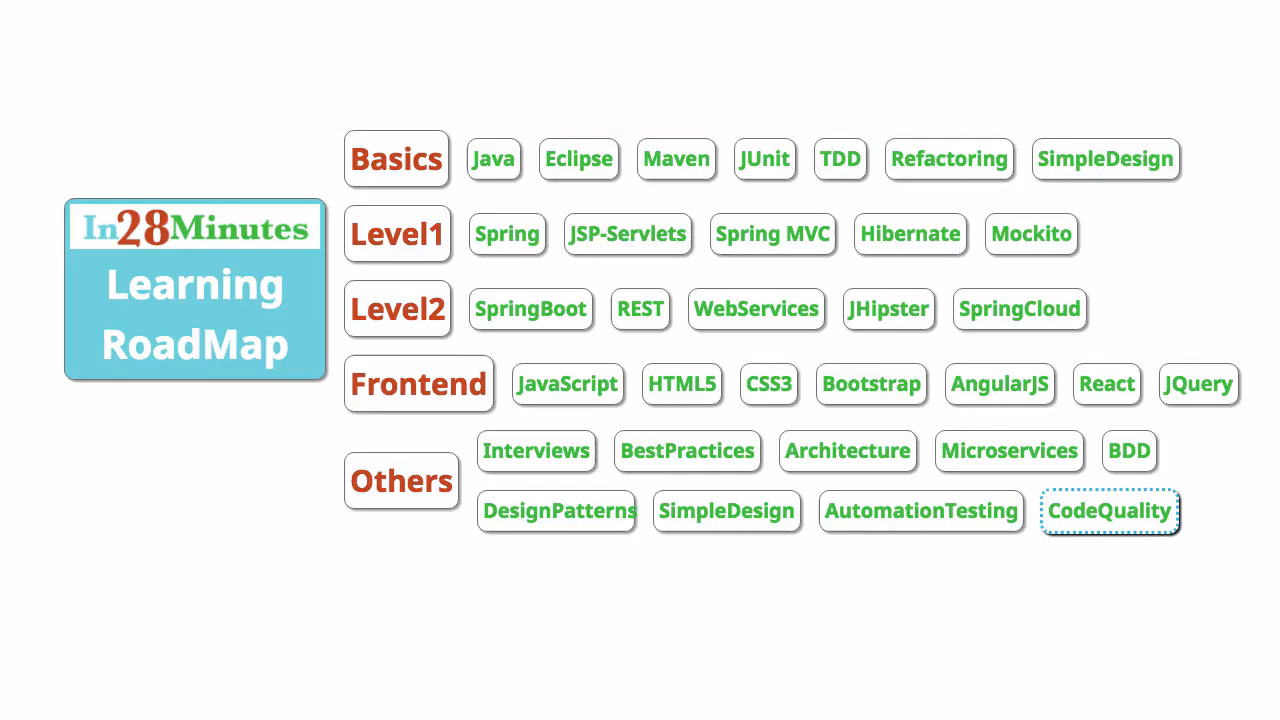 In28Minutes
Learning
RoadMap
Basics Java Eclipse Maven JUnit TDD Refactoring SimpleDesign
Level1 Spring JSP-Servlets Spring MVC Hibernate Mockito
Level2 SpringBoot REST WebServices JHipster SpringCloud
Frontend JavaScript HTML5 CSS3 Bootstrap AngularJS React JQuery
Others
Interviews BestPractices Architecture Microservices BDD
DesignPatterns SimpleDesign AutomationTesting CodeQuality